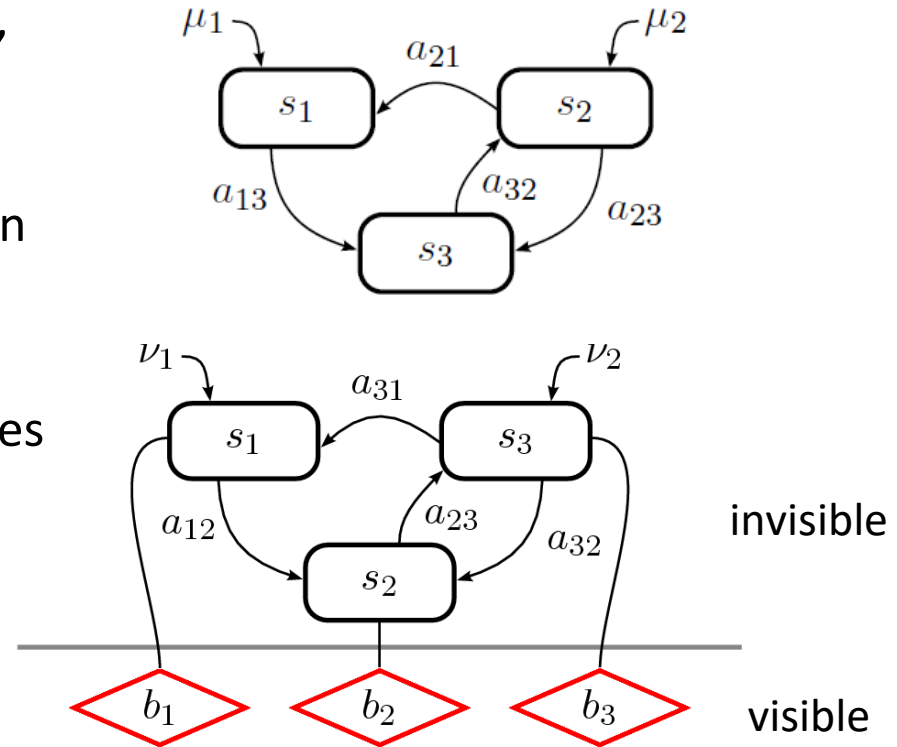 ,
μ₁ μ₂
a₂₁
s₁ s₂
a₁₃ a₃₂ a₂₃
n
s₃
ν₁ ν₂
a₃₁
es
s₁ s₃
a₁₂ a₂₃ a₃₂
invisible
s₂
b₁ b₂ b₃
visible